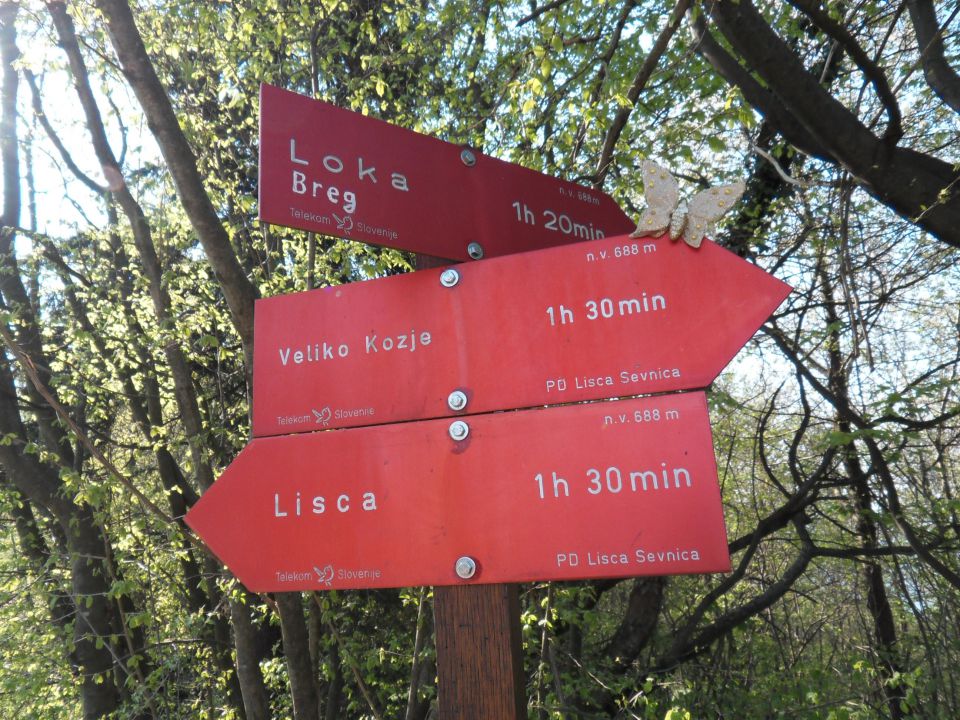 Loka
Breg
n.v. 688 m
1h 20min
Telekom Slovenije
n.v. 688 m
Veliko Kozje
1h 30min
PD Lisca Sevnica
Telekom Slovenije
n.v. 688 m
Lisca
1h 30min
PD Lisca Sevnica
Telekom Slovenije